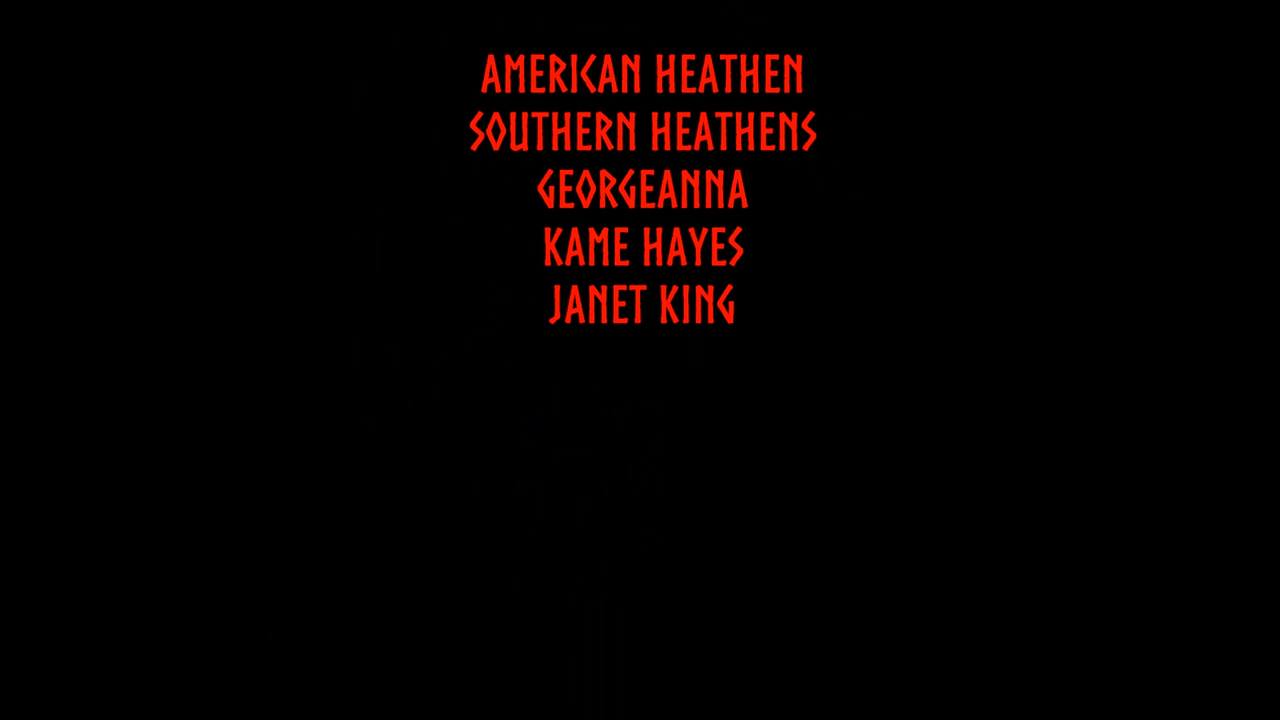 AMERICAN HEATHEN
SOUTHERN HEATHENS
GEORGEANNA
KAME HAYES
JANET KING